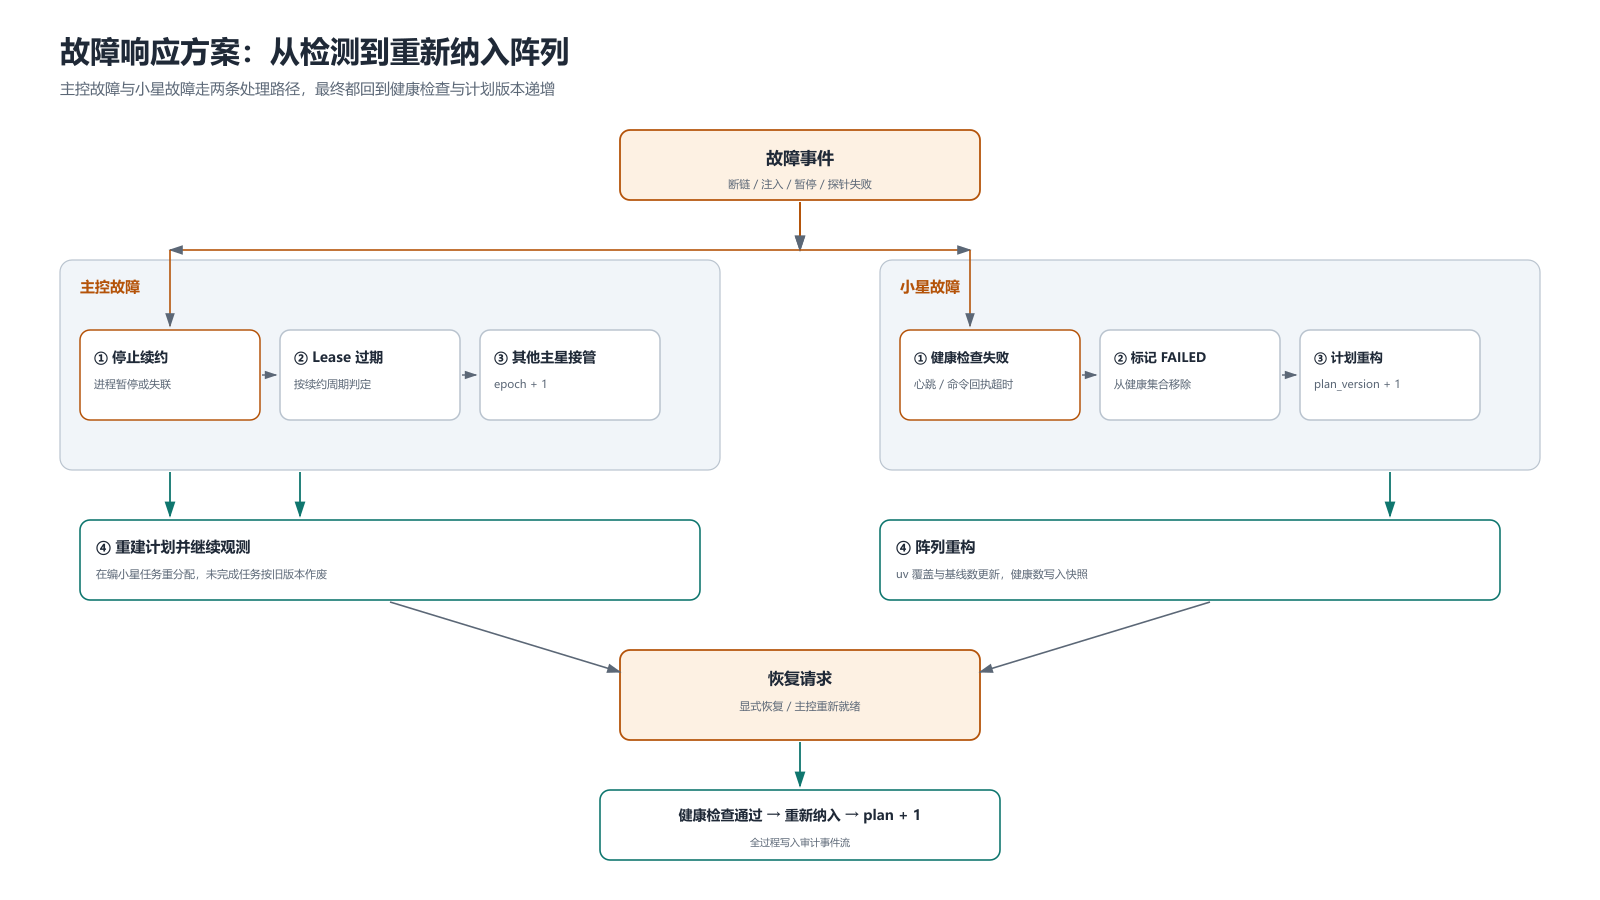 故障响应方案：从检测到重新纳入阵列
主控故障与小星故障走两条处理路径，最终都回到健康检查与计划版本递增
故障事件
断链 / 注入 / 暂停 / 探针失败
主控故障
① 停止续约
进程暂停或失联
② Lease 过期
按续约周期判定
③ 其他主星接管
epoch + 1
小星故障
① 健康检查失败
心跳 / 命令回执超时
② 标记 FAILED
从健康集合移除
③ 计划重构
plan_version + 1
④ 重建计划并继续观测
在编小星任务重分配，未完成任务按旧版本作废
④ 阵列重构
uv 覆盖与基线数更新，健康数写入快照
恢复请求
显式恢复 / 主控重新就绪
健康检查通过 → 重新纳入 → plan + 1
全过程写入审计事件流